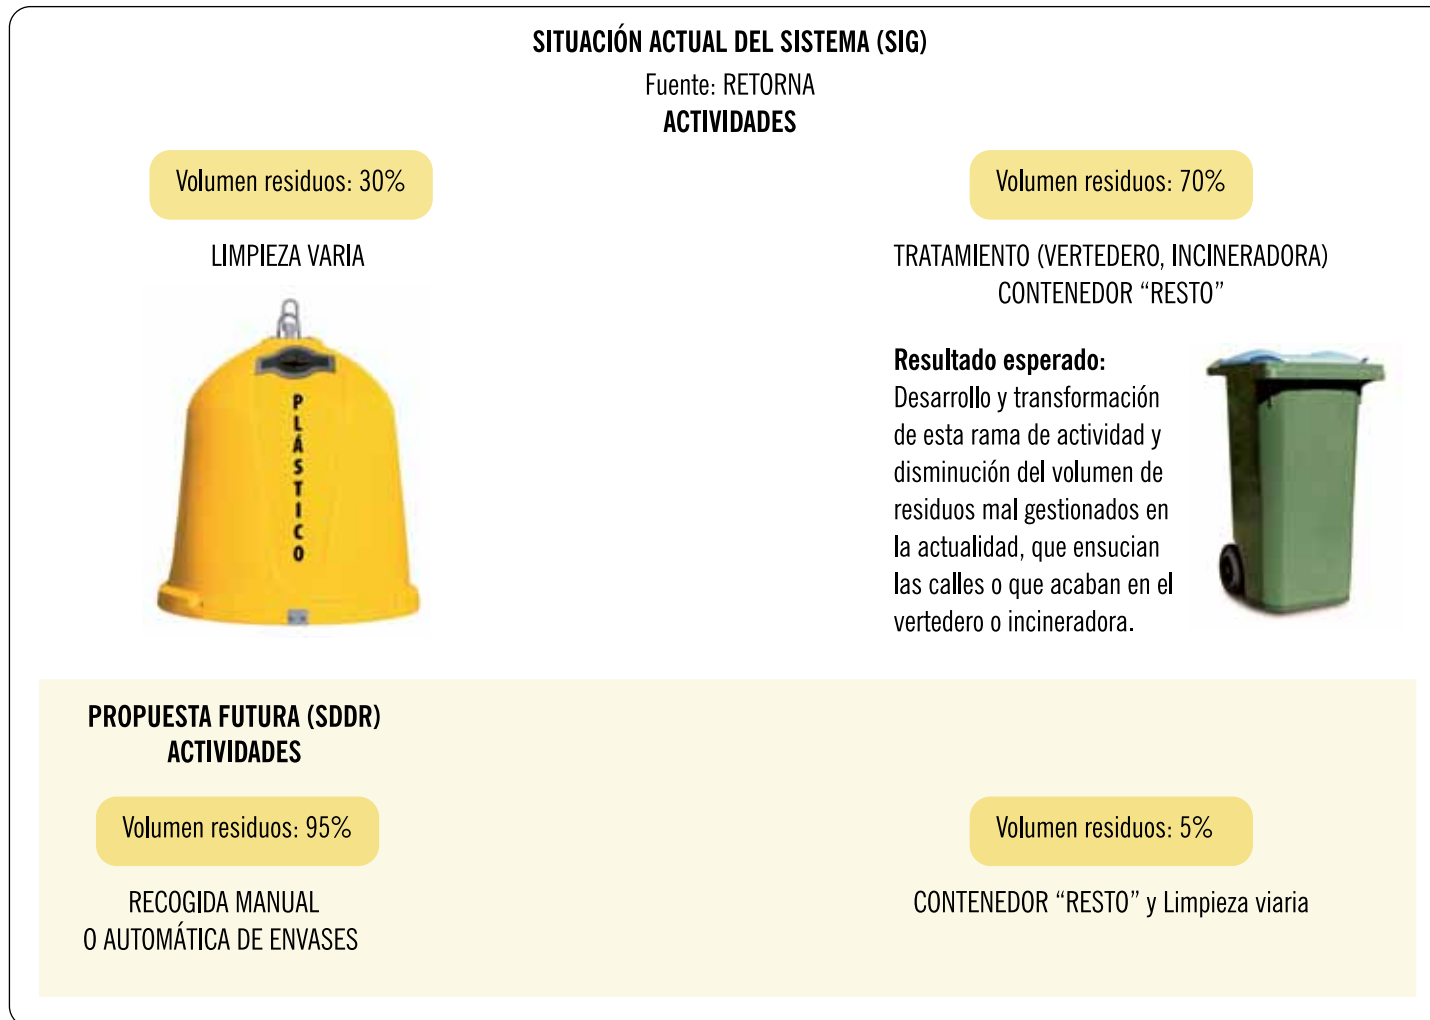 SITUACIÓN ACTUAL DEL SISTEMA (SIG)
Fuente: RETORNA
ACTIVIDADES
Volumen residuos: 30%
LIMPIEZA VARIA
PLÁSTICO
Volumen residuos: 70%
TRATAMIENTO (VERTEDERO, INCINERADORA)
CONTENEDOR “RESTO”
Resultado esperado:
Desarrollo y transformación
de esta rama de actividad y
disminución del volumen de
residuos mal gestionados en
la actualidad, que ensucian
las calles o que acaban en el
vertedero o incineradora.
PROPUESTA FUTURA (SDDR)
ACTIVIDADES
Volumen residuos: 95%
RECOGIDA MANUAL
O AUTOMÁTICA DE ENVASES
Volumen residuos: 5%
CONTENEDOR “RESTO” y Limpieza viaria